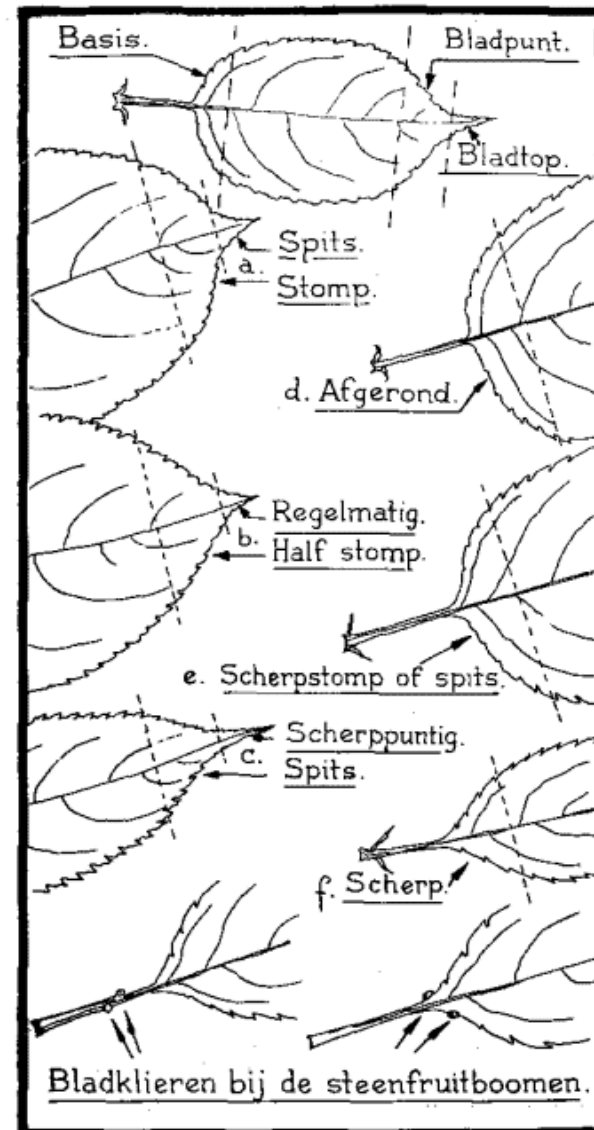 Basis.
Bladpunt.
Bladtop.
Spits.
a.
Stomp.
d. Afgerond.
Regelmatig.
b.
Half stomp.
e. Scherpstomp of spits.
Scherppuntig.
c.
Spits.
f. Scherp.
Bladklieren bij de steenfruitboomen.